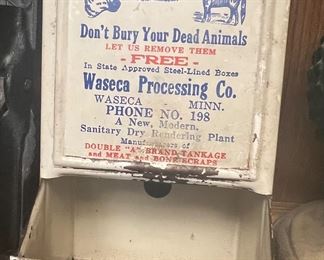 Don't Bury Your Dead Animals
LET US REMOVE THEM
- FREE -
In State Approved Steel-Lined Boxes
Waseca Processing Co.
WASECA MINN.
PHONE NO. 198
A New, Modern,
Sanitary Dry Rendering Plant
Manufacturers of
DOUBLE "A" BRAND TANKAGE
and MEAT and BONE SCRAPS